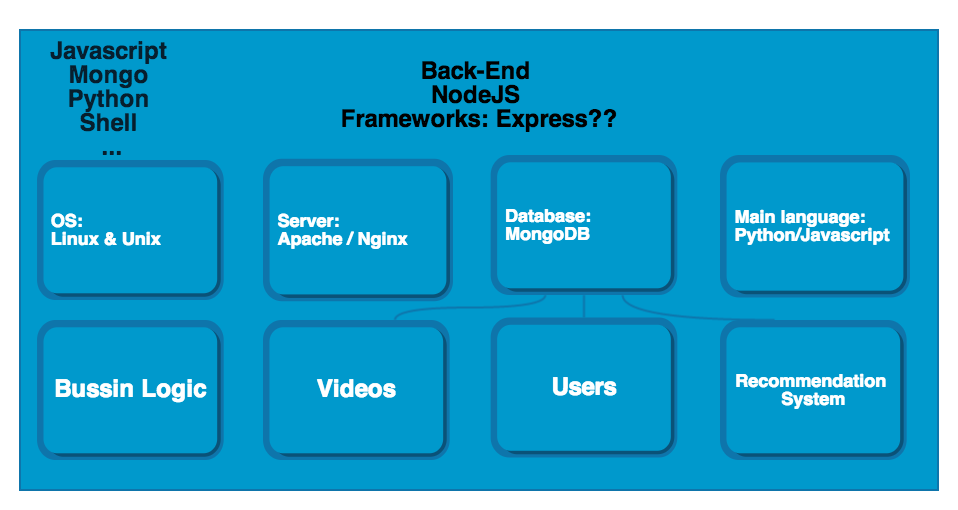 Javascript
Mongo
Python
Shell
...
Back-End
NodeJS
Frameworks: Express??
OS:
Linux & Unix
Server:
Apache / Nginx
Database:
MongoDB
Main language:
Python/Javascript
Bussin Logic
Videos
Users
Recommendation
System